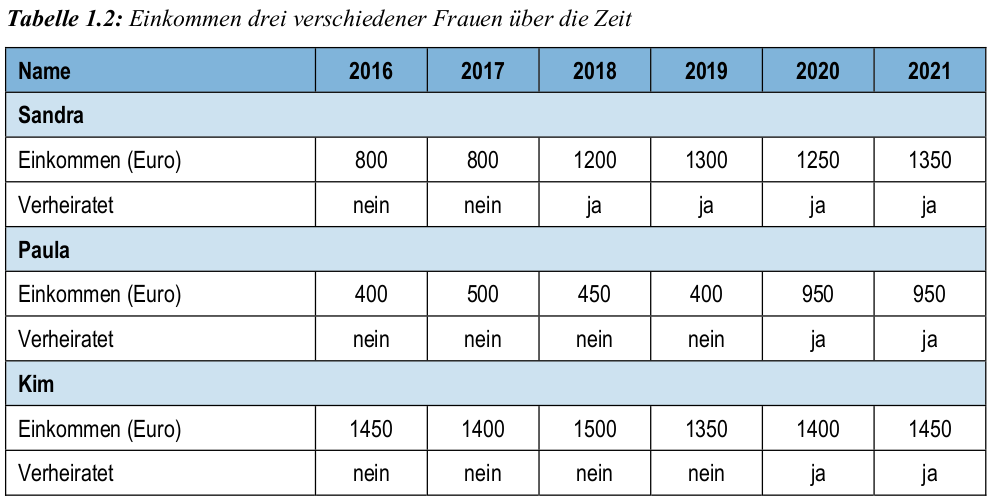 Tabelle 1.2: Einkommen drei verschiedener Frauen über die Zeit
Name 2016 2017 2018 2019 2020 2021
Sandra
Einkommen (Euro) 800 800 1200 1300 1250 1350
Verheiratet nein nein ja ja ja ja
Paula
Einkommen (Euro) 400 500 450 400 950 950
Verheiratet nein nein nein nein ja ja
Kim
Einkommen (Euro) 1450 1400 1500 1350 1400 1450
Verheiratet nein nein nein nein ja ja